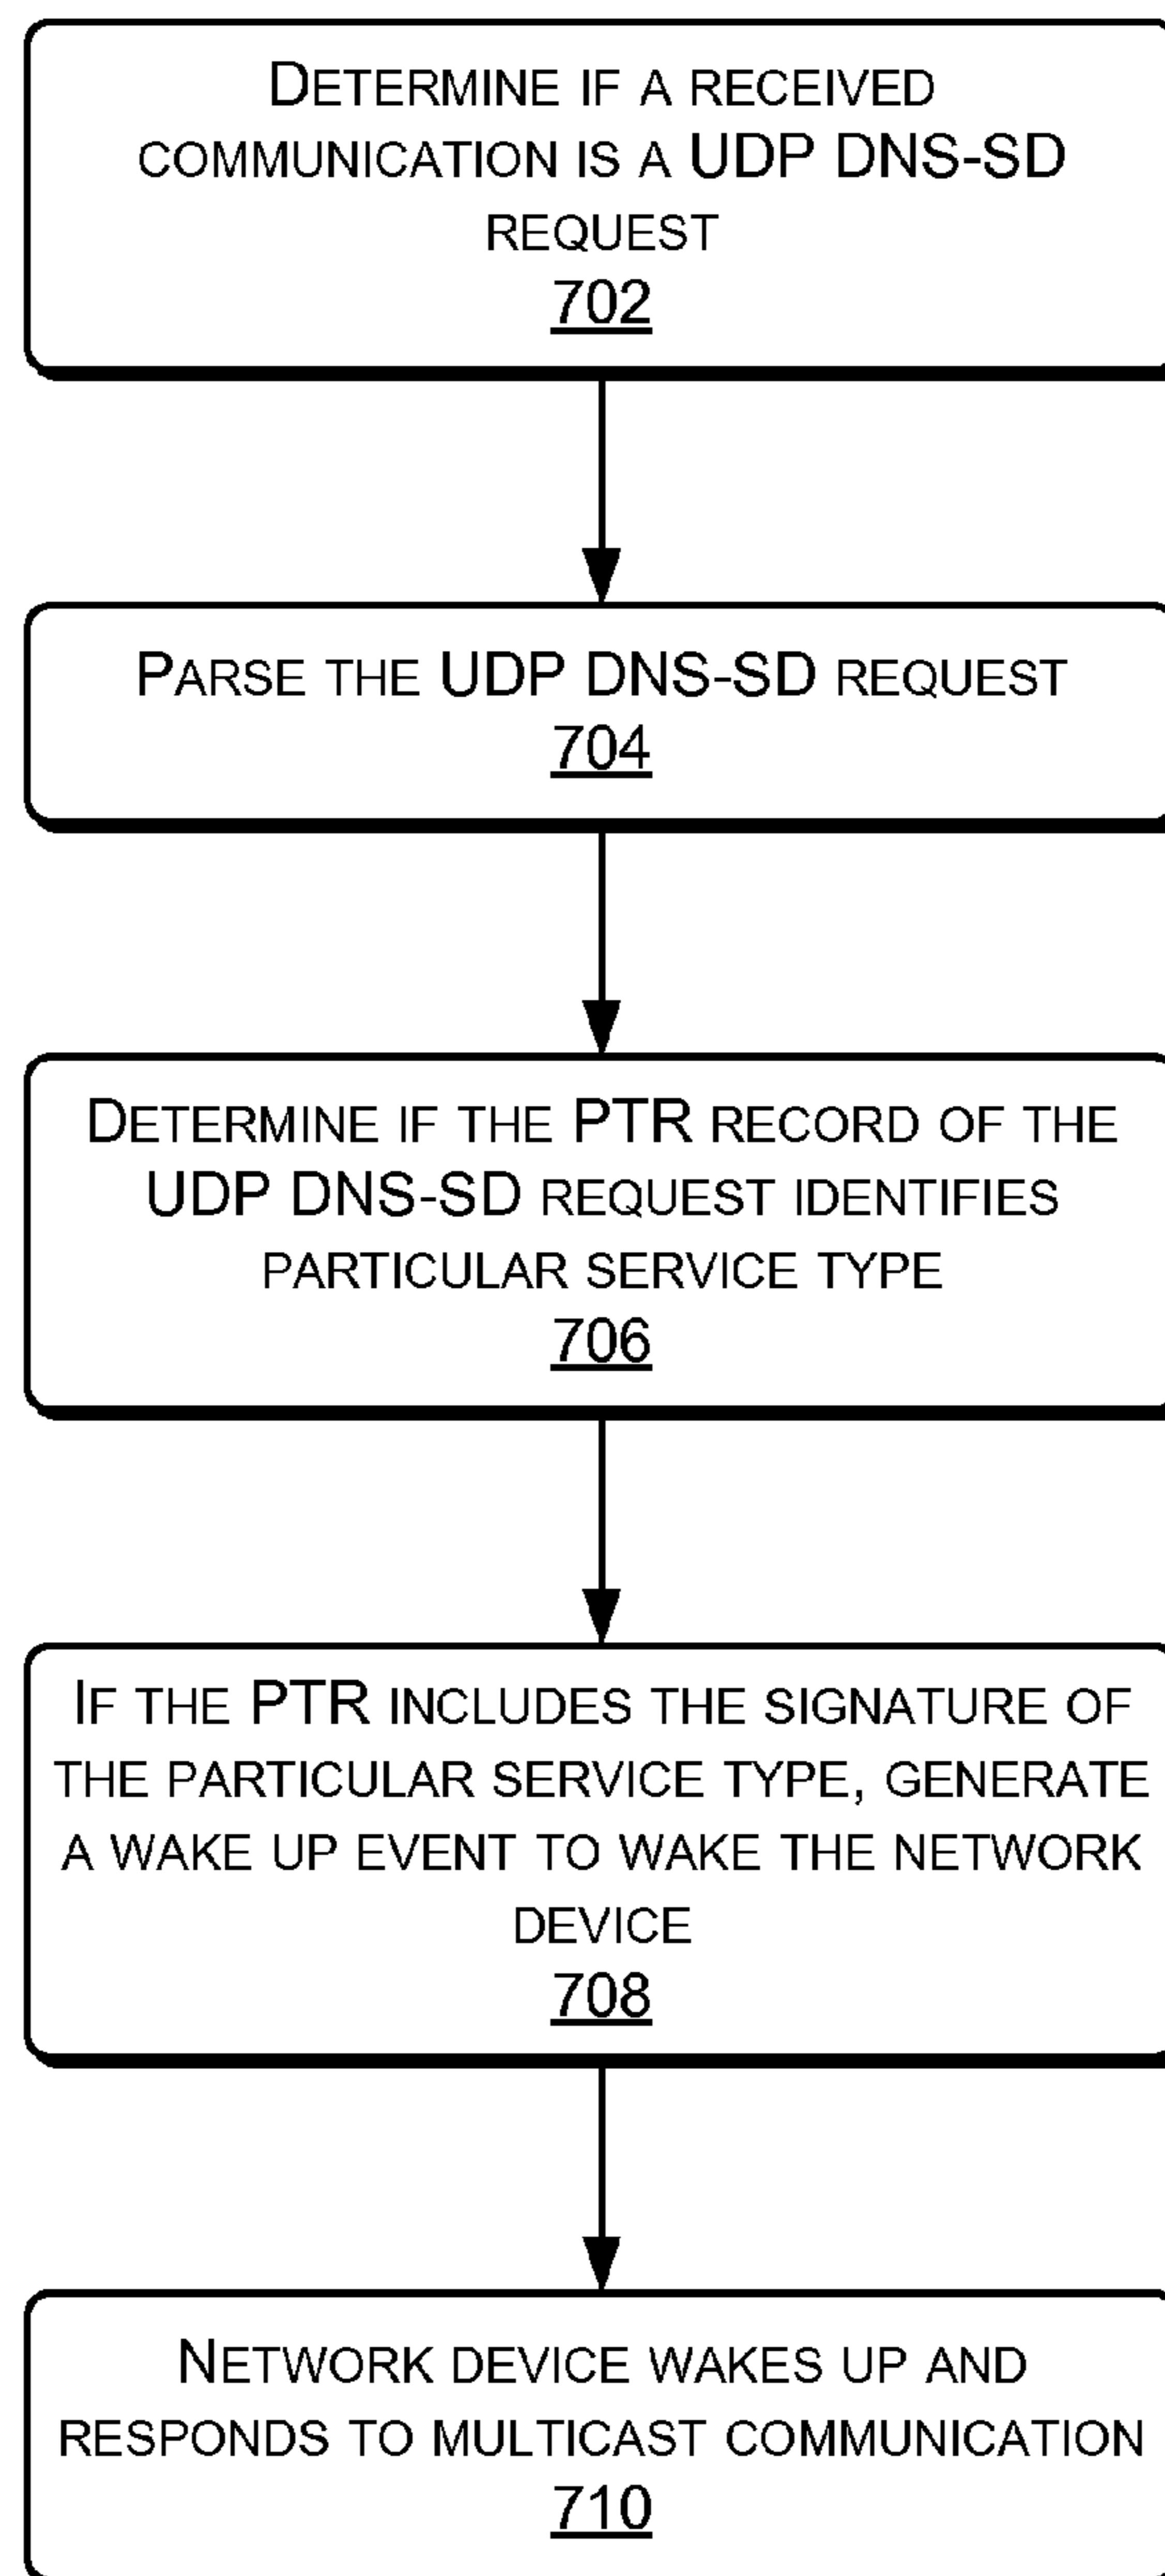 DETERMINE IF A RECEIVED
COMMUNICATION IS A UDP DNS-SD
REQUEST
702
PARSE THE UDP DNS-SD REQUEST
704
DETERMINE IF THE PTR RECORD OF THE
UDP DNS-SD REQUEST IDENTIFIES
PARTICULAR SERVICE TYPE
706
IF THE PTR INCLUDES THE SIGNATURE OF
THE PARTICULAR SERVICE TYPE, GENERATE
A WAKE UP EVENT TO WAKE THE NETWORK
DEVICE
708
NETWORK DEVICE WAKES UP AND
RESPONDS TO MULTICAST COMMUNICATION
710